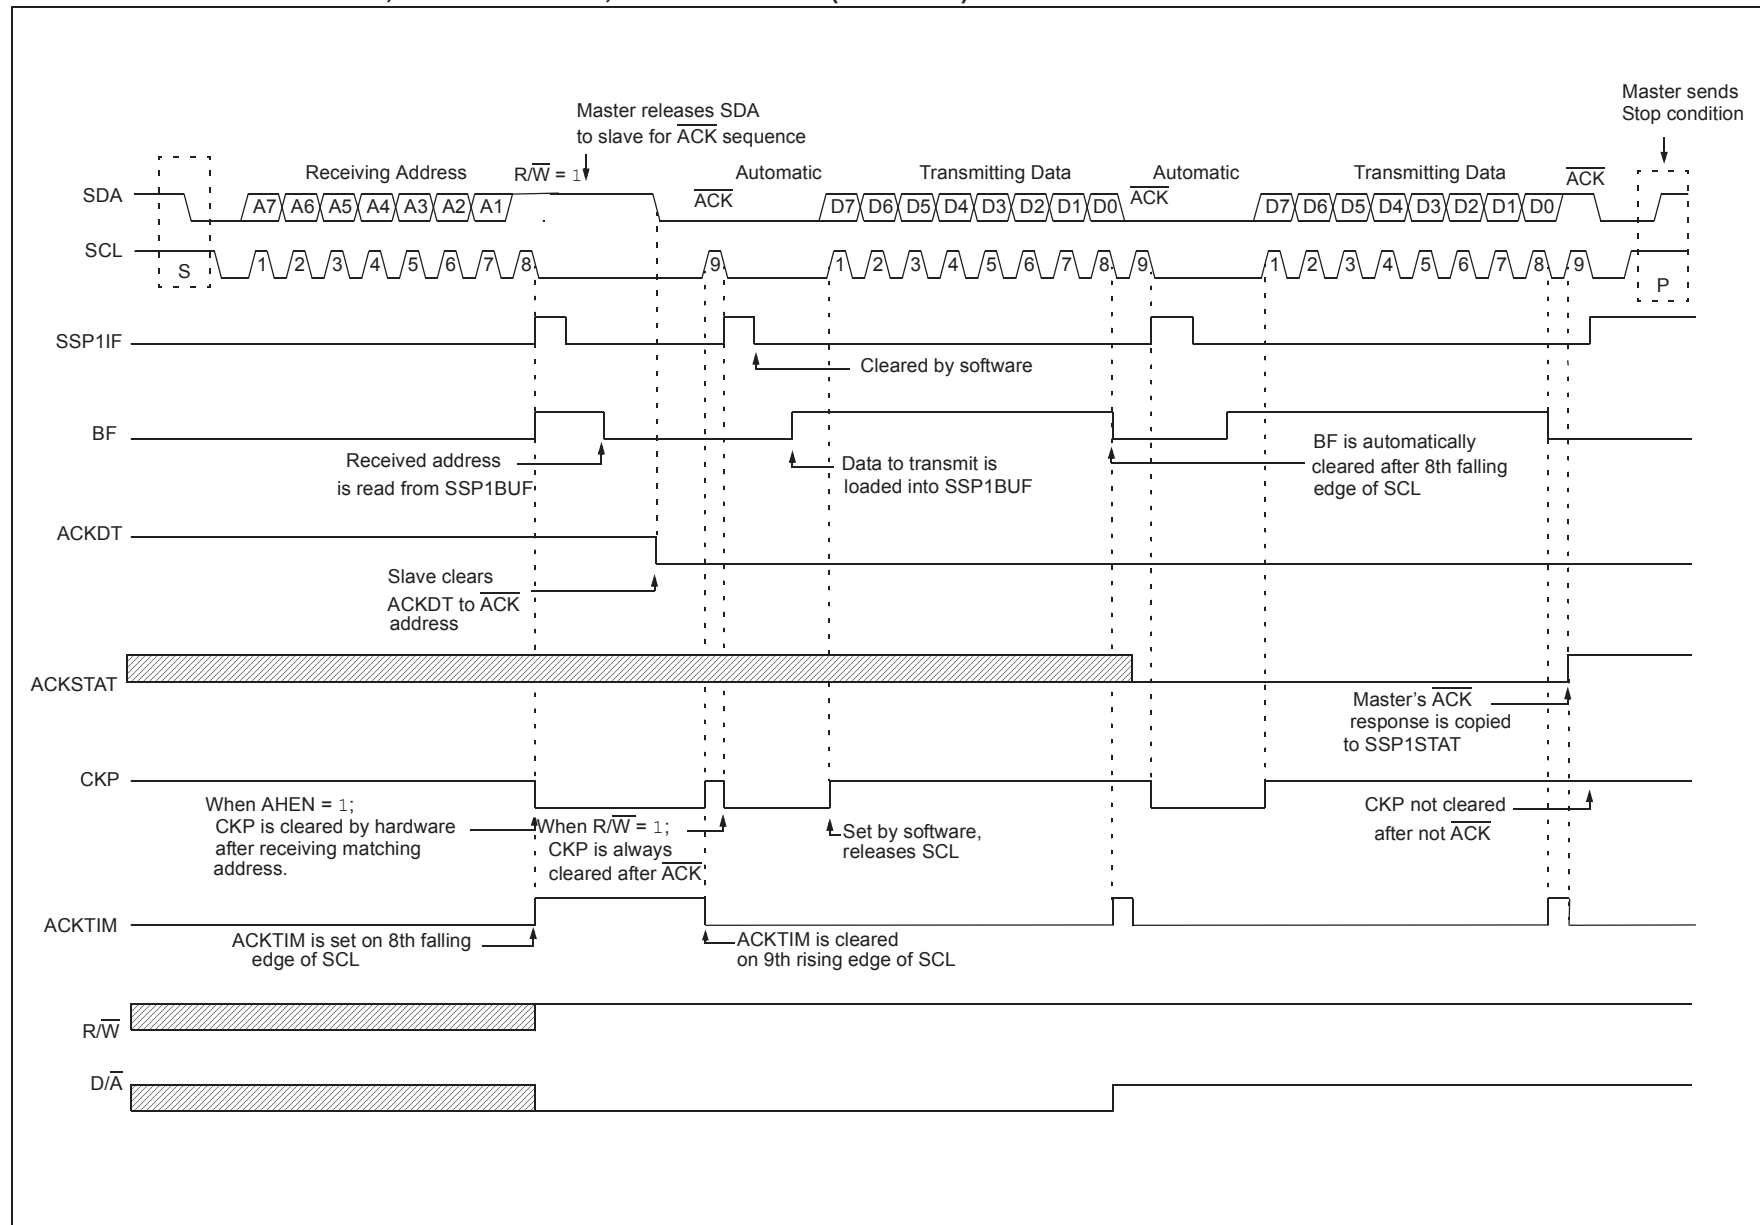 Master releases SDA
to slave for A̅C̅K̅ sequence
Master sends
Stop condition
Receiving Address
R/W̅ = 1
Automatic
Transmitting Data
Automatic
Transmitting Data
A̅C̅K̅
SDA
A7 A6 A5 A4 A3 A2 A1
A̅C̅K̅
D7 D6 D5 D4 D3 D2 D1 D0
A̅C̅K̅
D7 D6 D5 D4 D3 D2 D1 D0
SCL
S
1 2 3 4 5 6 7 8
9
1 2 3 4 5 6 7 8 9
1 2 3 4 5 6 7 8 9
P
SSP1IF
Cleared by software
BF
Received address
is read from SSP1BUF
Data to transmit is
loaded into SSP1BUF
BF is automatically
cleared after 8th falling
edge of SCL
ACKDT
Slave clears
ACKDT to A̅C̅K̅
address
ACKSTAT
Master’s A̅C̅K̅
response is copied
to SSP1STAT
CKP
When AHEN = 1;
CKP is cleared by hardware
after receiving matching
address.
When R/W̅ = 1;
CKP is always
cleared after A̅C̅K̅
Set by software,
releases SCL
CKP not cleared
after not A̅C̅K̅
ACKTIM
ACKTIM is set on 8th falling
edge of SCL
ACKTIM is cleared
on 9th rising edge of SCL
R/W̅
D/A̅